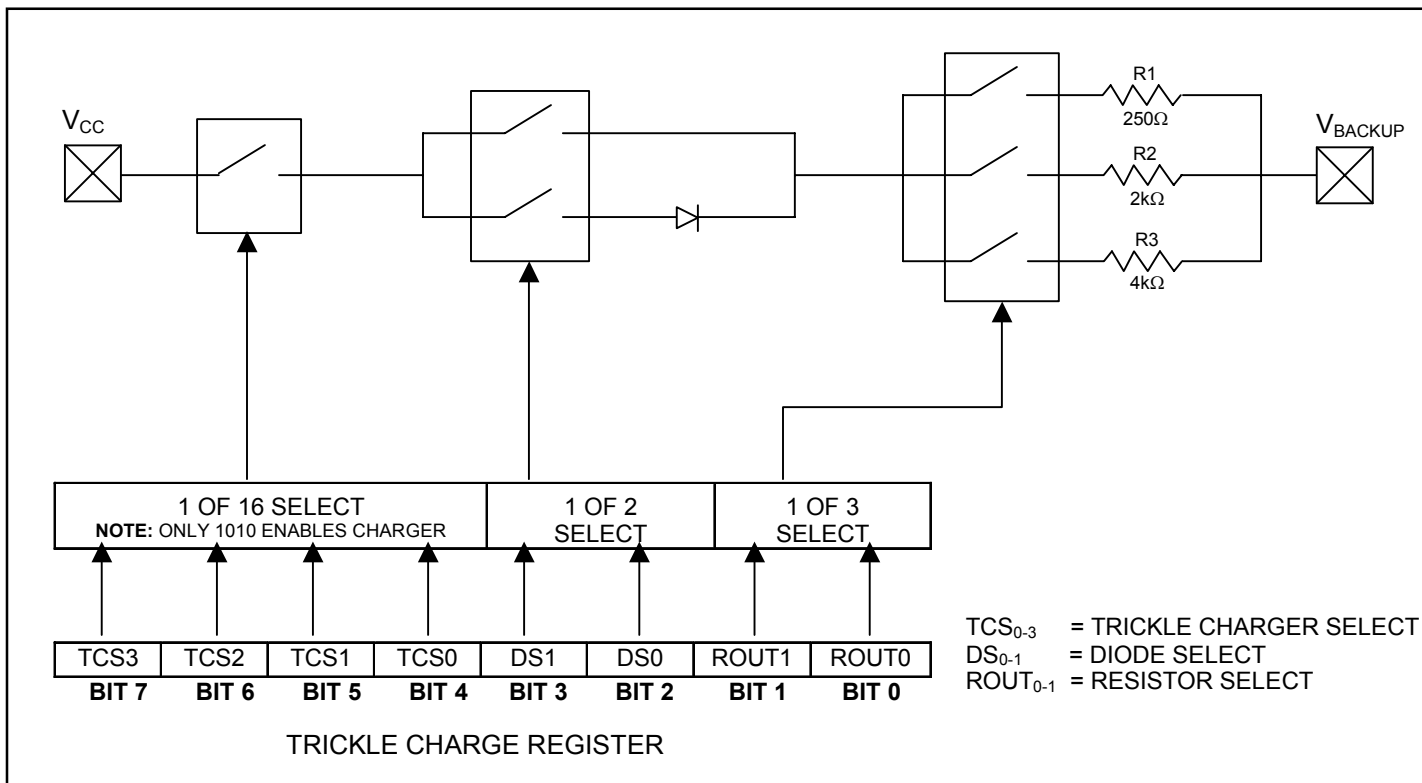 V_CC
R1
250Ω
V_BACKUP
R2
2kΩ
R3
4kΩ
1 OF 16 SELECT
NOTE: ONLY 1010 ENABLES CHARGER
1 OF 2
SELECT
1 OF 3
SELECT
TCS3 TCS2 TCS1 TCS0 DS1 DS0 ROUT1 ROUT0
BIT 7 BIT 6 BIT 5 BIT 4 BIT 3 BIT 2 BIT 1 BIT 0
TCS0-3 = TRICKLE CHARGER SELECT
DS0-1 = DIODE SELECT
ROUT0-1 = RESISTOR SELECT
TRICKLE CHARGE REGISTER